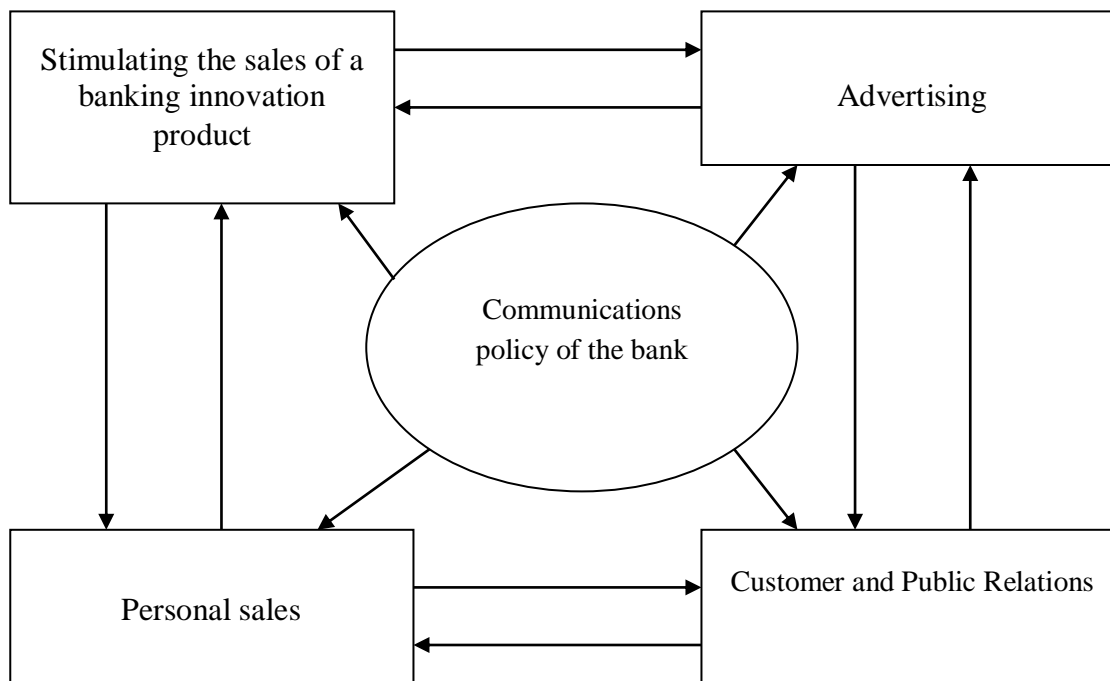 Stimulating the sales of a
banking innovation
product
Advertising
Communications
policy of the bank
Personal sales
Customer and Public Relations